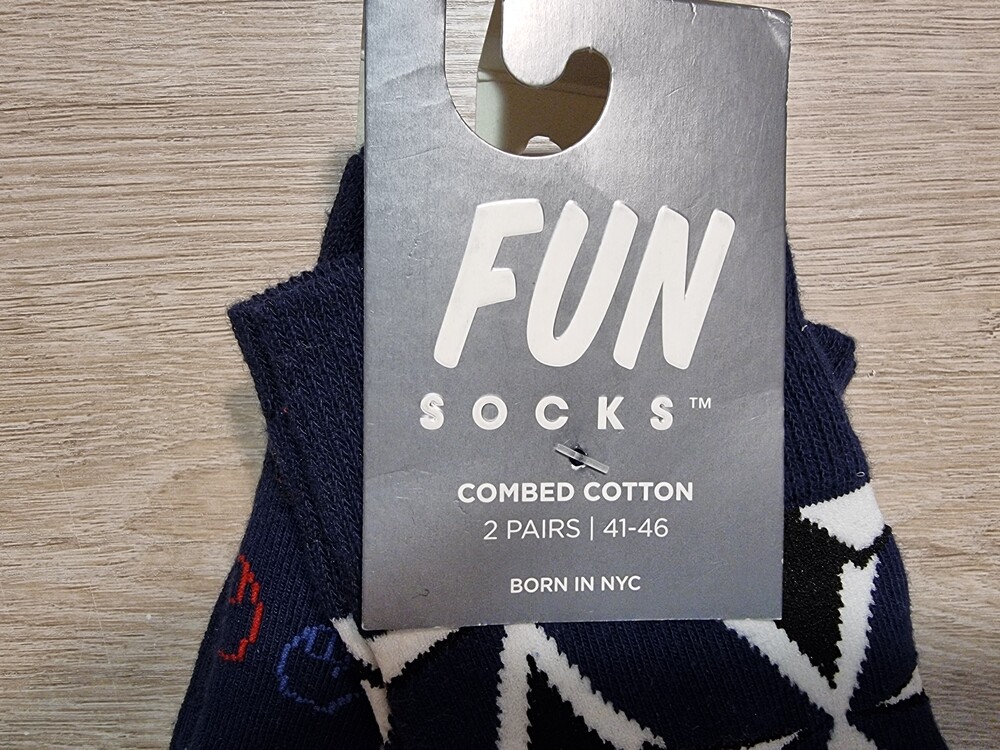 FUN
SOCKS™
COMBED COTTON
2 PAIRS | 41-46
BORN IN NYC